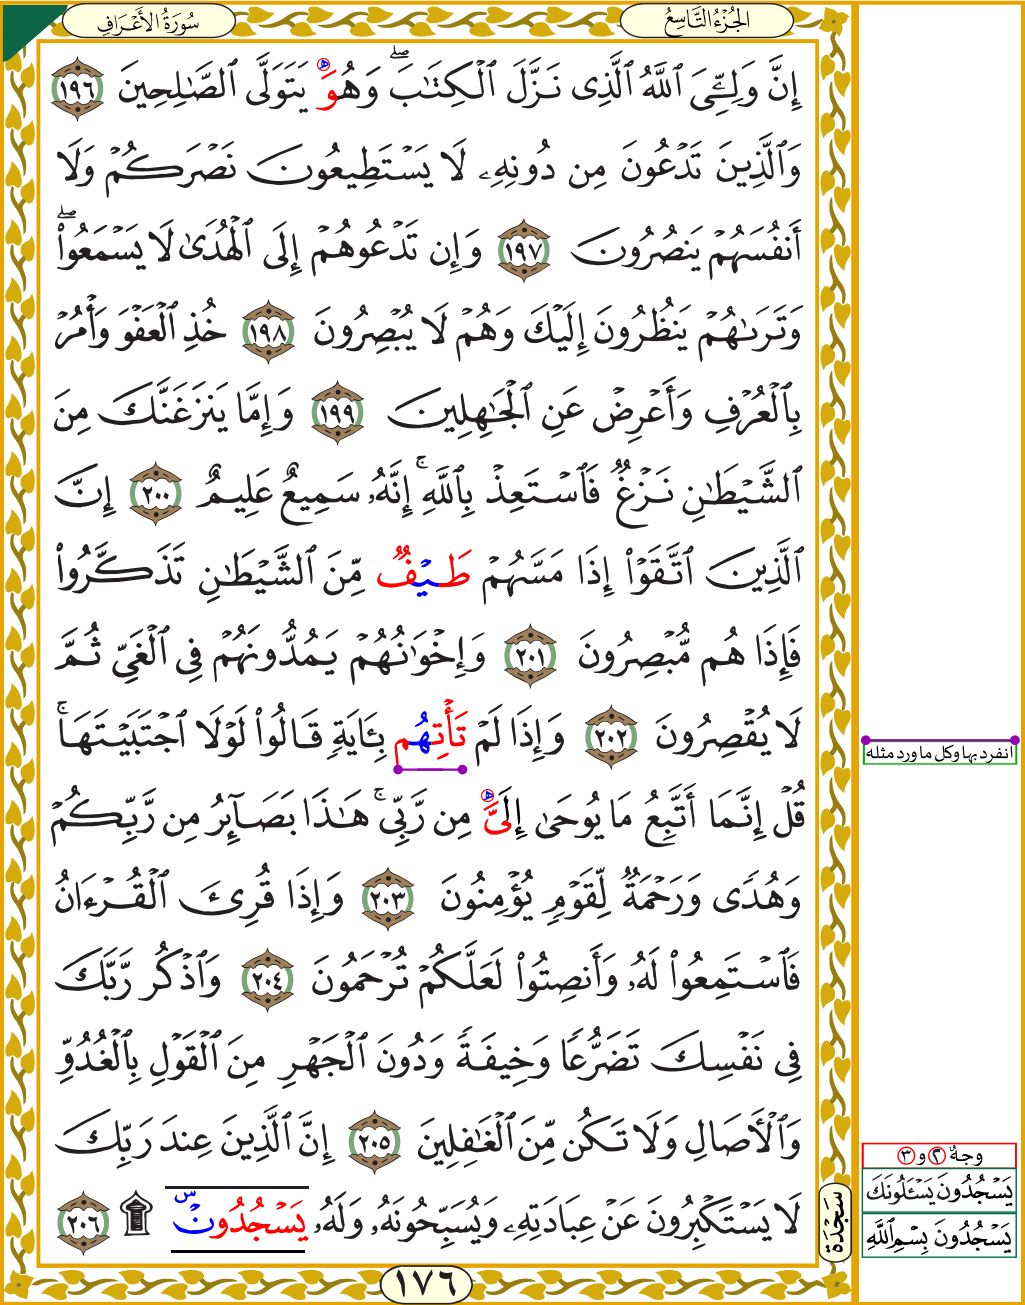 الجُزْءُ التَّاسِعُ
سُورَةُ الأَعْرَافِ
إِنَّ وَلِـِّۧيَ ٱللَّهُ ٱلَّذِى نَزَّلَ ٱلْكِتَٰبَ ۖ وَهُوَ يَتَوَلَّى ٱلصَّٰلِحِينَ ١٩٦
وَٱلَّذِينَ تَدْعُونَ مِن دُونِهِۦ لَا يَسْتَطِيعُونَ نَصْرَكُمْ وَلَا
أَنفُسَهُمْ يَنصُرُونَ ١٩٧ وَإِن تَدْعُوهُمْ إِلَى ٱلْهُدَىٰ لَا يَسْمَعُوا۟ ۖ
وَتَرَىٰهُمْ يَنظُرُونَ إِلَيْكَ وَهُمْ لَا يُبْصِرُونَ ١٩٨ خُذِ ٱلْعَفْوَ وَأْمُرْ
بِٱلْعُرْفِ وَأَعْرِضْ عَنِ ٱلْجَٰهِلِينَ ١٩٩ وَإِمَّا يَنزَغَنَّكَ مِنَ
ٱلشَّيْطَٰنِ نَزْغٌ فَٱسْتَعِذْ بِٱللَّهِ ۚ إِنَّهُۥ سَمِيعٌ عَلِيمٌ ٢٠٠ إِنَّ
ٱلَّذِينَ ٱتَّقَوْا۟ إِذَا مَسَّهُمْ طَيْفٌ مِّنَ ٱلشَّيْطَٰنِ تَذَكَّرُوا۟
فَإِذَا هُم مُّبْصِرُونَ ٢٠١ وَإِخْوَٰنُهُمْ يَمُدُّونَهُمْ فِى ٱلْغَىِّ ثُمَّ
لَا يُقْصِرُونَ ٢٠٢ وَإِذَا لَمْ تَأْتِهُم بِـَٔايَةٍ قَالُوا۟ لَوْلَا ٱجْتَبَيْتَهَا ۚ
انفرد بها وكل ما ورد مثله
قُلْ إِنَّمَا أَتَّبِعُ مَا يُوحَىٰ إِلَىَّ مِن رَّبِّى ۚ هَٰذَا بَصَآئِرُ مِن رَّبِّكُمْ
وَهُدًى وَرَحْمَةٌ لِّقَوْمٍ يُؤْمِنُونَ ٢٠٣ وَإِذَا قُرِئَ ٱلْقُرْءَانُ
فَٱسْتَمِعُوا۟ لَهُۥ وَأَنصِتُوا۟ لَعَلَّكُمْ تُرْحَمُونَ ٢٠٤ وَٱذْكُر رَّبَّكَ
فِى نَفْسِكَ تَضَرُّعًا وَخِيفَةً وَدُونَ ٱلْجَهْرِ مِنَ ٱلْقَوْلِ بِٱلْغُدُوِّ
وَٱلْأَصَالِ وَلَا تَكُن مِّنَ ٱلْغَٰفِلِينَ ٢٠٥ إِنَّ ٱلَّذِينَ عِندَ رَبِّكَ
لَا يَسْتَكْبِرُونَ عَنْ عِبَادَتِهِۦ وَيُسَبِّحُونَهُۥ وَلَهُۥ يَسْجُدُونَ ۩ ٢٠٦
سَجْدَة
وجهٌ ٢ و ٣
يَسْجُدُونَ يَسْـَٔلُونَكَ
يَسْجُدُونَ بِسْمِ ٱللَّهِ
١٧٦